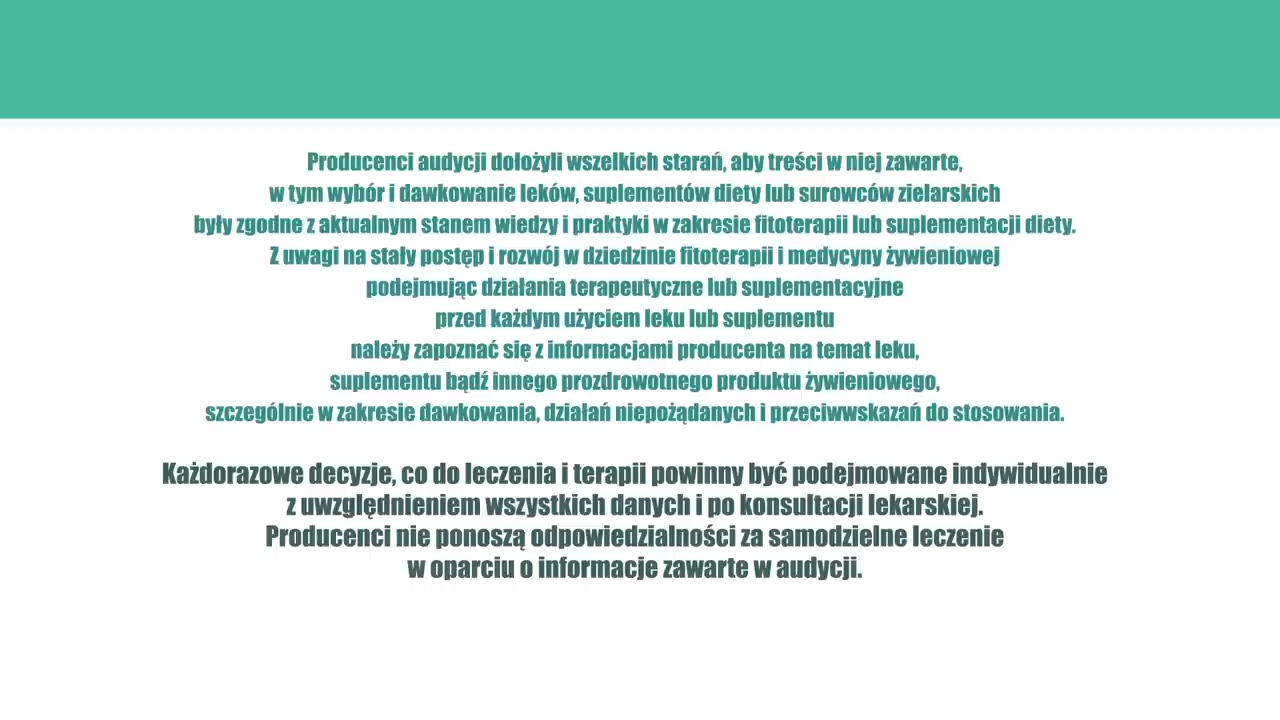 Producenci audycji dołożyli wszelkich starań, aby treści w niej zawarte,
w tym wybór i dawkowanie leków, suplementów diety lub surowców zielarskich
były zgodne z aktualnym stanem wiedzy i praktyki w zakresie fitoterapii lub suplementacji diety.
Z uwagi na stały postęp i rozwój w dziedzinie fitoterapii i medycyny żywieniowej
podejmując działania terapeutyczne lub suplementacyjne
przed każdym użyciem leku lub suplementu
należy zapoznać się z informacjami producenta na temat leku,
suplementu bądź innego prozdrowotnego produktu żywieniowego,
szczególnie w zakresie dawkowania, działań niepożądanych i przeciwwskazań do stosowania.
Każdorazowe decyzje, co do leczenia i terapii powinny być podejmowane indywidualnie
z uwzględnieniem wszystkich danych i po konsultacji lekarskiej.
Producenci nie ponoszą odpowiedzialności za samodzielne leczenie
w oparciu o informacje zawarte w audycji.